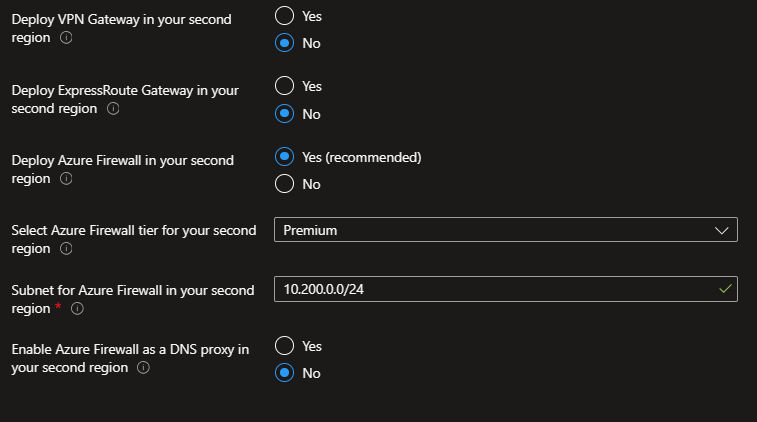 Deploy VPN Gateway in your second
region
Yes
No
Deploy ExpressRoute Gateway in your
second region
Yes
No
Deploy Azure Firewall in your second
region
Yes (recommended)
No
Select Azure Firewall tier for your second
region
Premium
Subnet for Azure Firewall in your second
region *
10.200.0.0/24
Enable Azure Firewall as a DNS proxy in
your second region
Yes
No